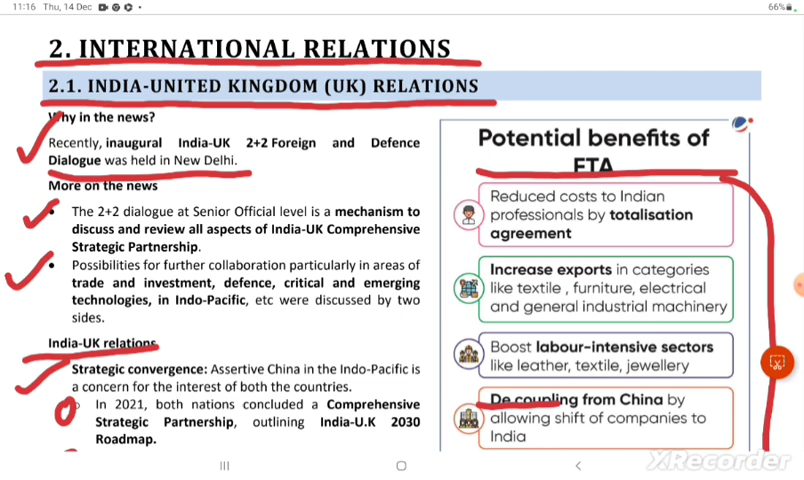 11:16 Thu, 14 Dec
66%
2. INTERNATIONAL RELATIONS
2.1. INDIA-UNITED KINGDOM (UK) RELATIONS
Why in the news?
Recently, inaugural India-UK 2+2 Foreign and Defence
Dialogue was held in New Delhi.
More on the news
• The 2+2 dialogue at Senior Official level is a mechanism to
discuss and review all aspects of India-UK Comprehensive
Strategic Partnership.
• Possibilities for further collaboration particularly in areas of
trade and investment, defence, critical and emerging
technologies, in Indo-Pacific, etc were discussed by two
sides.
India-UK relations
Strategic convergence: Assertive China in the Indo-Pacific is
a concern for the interest of both the countries.
In 2021, both nations concluded a Comprehensive
Strategic Partnership, outlining India-U.K 2030
Roadmap.
Potential benefits of
FTA
Reduced costs to Indian
professionals by totalisation
agreement
Increase exports in categories
like textile , furniture, electrical
and general industrial machinery
Boost labour-intensive sectors
like leather, textile, jewellery
De coupling from China by
allowing shift of companies to
India
XRecorder